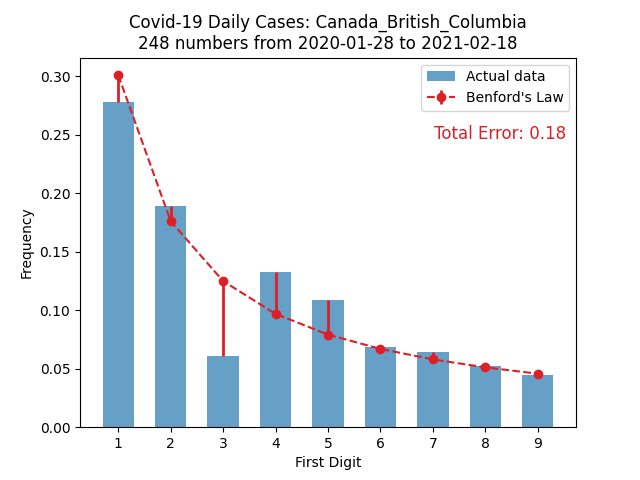 Covid-19 Daily Cases: Canada_British_Columbia
248 numbers from 2020-01-28 to 2021-02-18
Actual data
Benford's Law
Total Error: 0.18
Frequency
0.30
0.25
0.20
0.15
0.10
0.05
0.00
1 2 3 4 5 6 7 8 9
First Digit